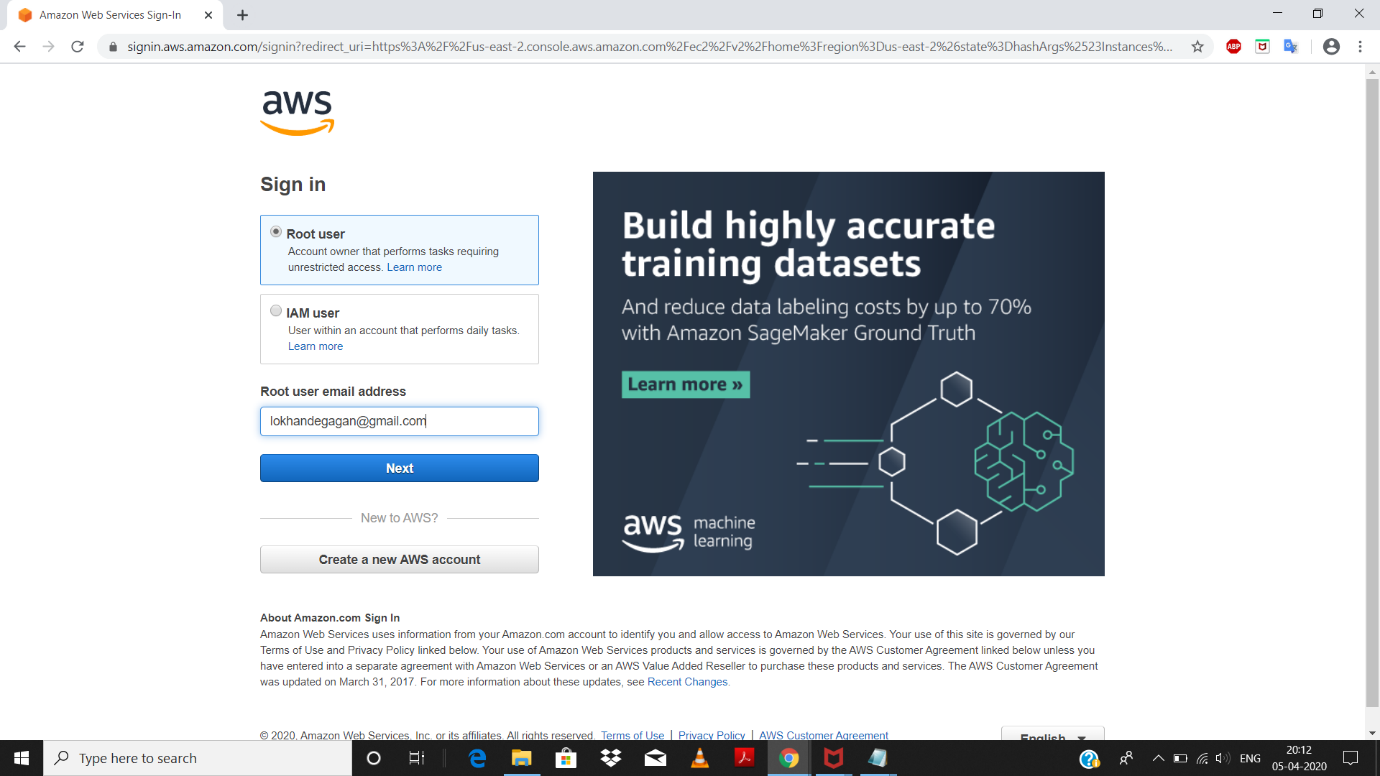 Amazon Web Services Sign-In
signin.aws.amazon.com/signin?redirect_uri=https%3A%2F%2Fus-east-2.console.aws.amazon.com%2Fec2%2Fv2%2Fhome%3Fregion%3Dus-east-2%26state%3DhashArgs%2523Instances%...
ABP
aws
Sign in
Root user
Account owner that performs tasks requiring
unrestricted access. Learn more
IAM user
User within an account that performs daily tasks.
Learn more
Root user email address
lokhandegagan@gmail.com
Next
New to AWS?
Create a new AWS account
Build highly accurate
training datasets
And reduce data labeling costs by up to 70%
with Amazon SageMaker Ground Truth
Learn more »
aws machine
learning
About Amazon.com Sign In
Amazon Web Services uses information from your Amazon.com account to identify you and allow access to Amazon Web Services. Your use of this site is governed by our
Terms of Use and Privacy Policy linked below. Your use of Amazon Web Services products and services is governed by the AWS Customer Agreement linked below unless you
have entered into a separate agreement with Amazon Web Services or an AWS Value Added Reseller to purchase these products and services. The AWS Customer Agreement
was updated on March 31, 2017. For more information about these updates, see Recent Changes.
© 2020, Amazon Web Services, Inc. or its affiliates. All rights reserved. Terms of Use | Privacy Policy | AWS Customer Agreement
English
Type here to search
ENG
20:12
05-04-2020